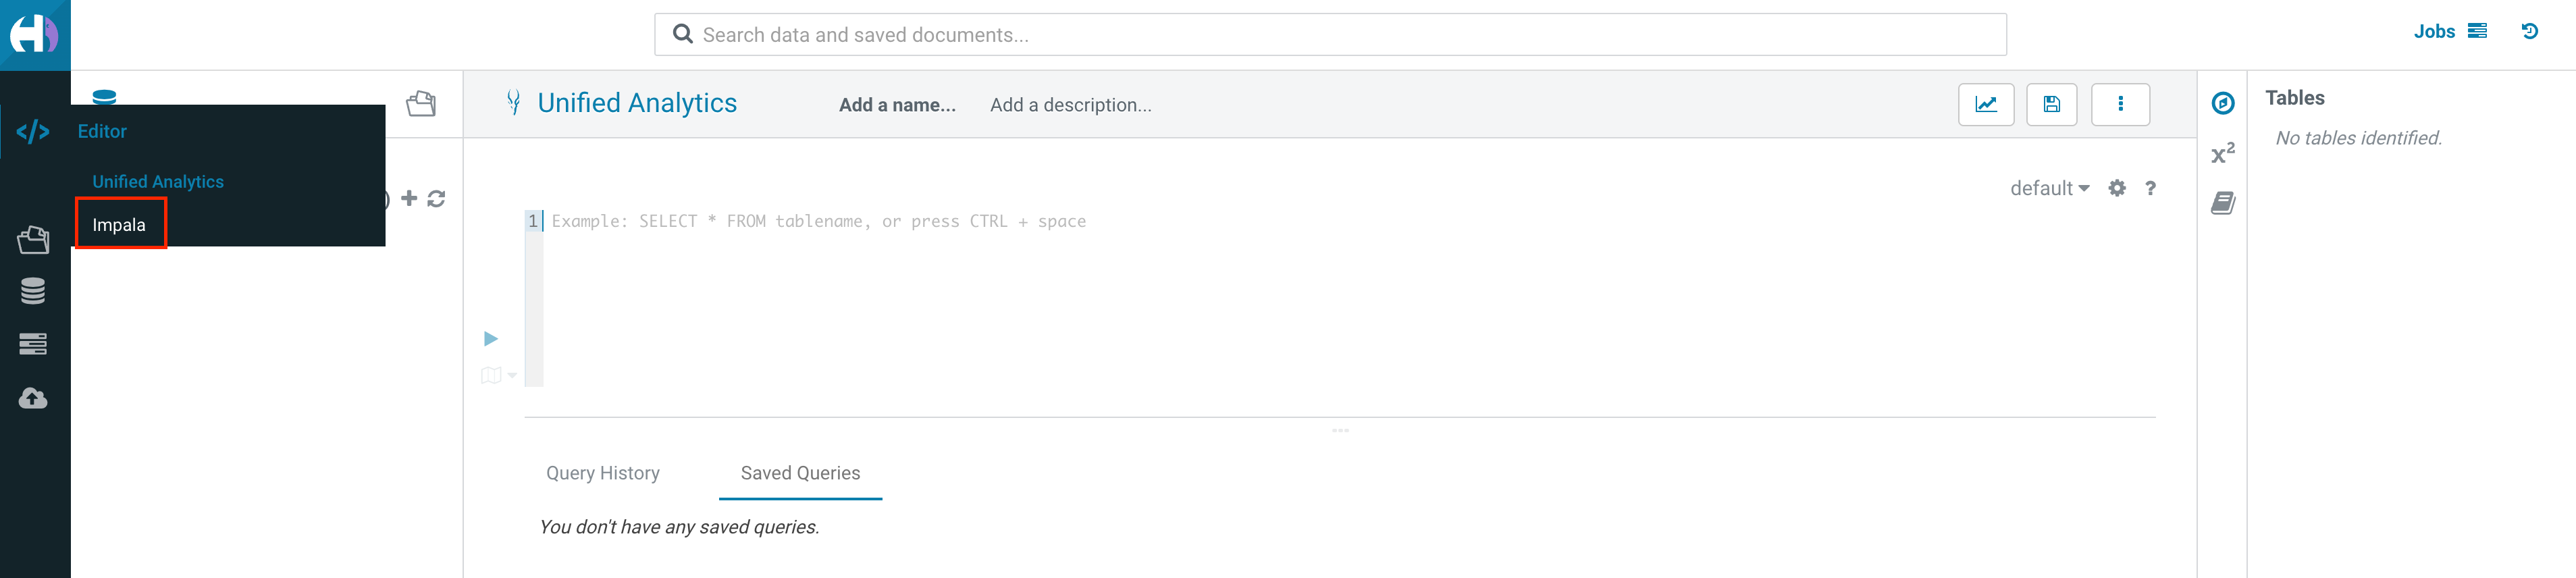 Search data and saved documents...
Jobs
Editor
Unified Analytics
Impala
Unified Analytics
Add a name...
Add a description...
default
?
1
Example: SELECT * FROM tablename, or press CTRL + space
Query History
Saved Queries
You don't have any saved queries.
x²
Tables
No tables identified.